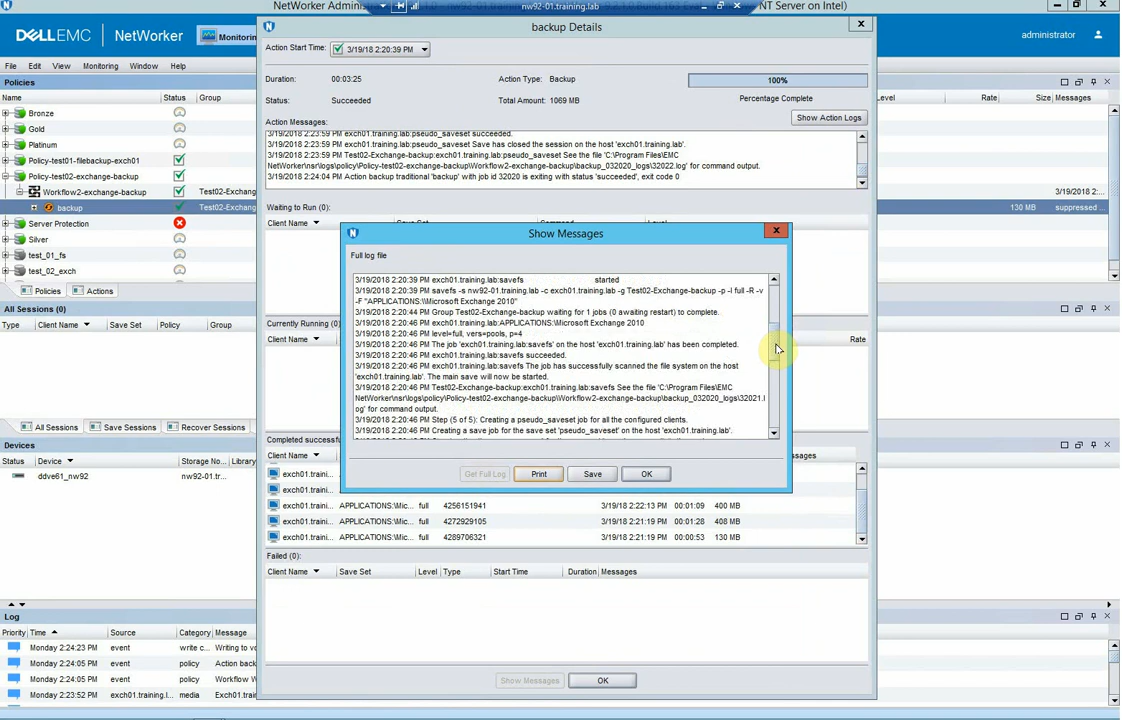 NetWorker Administ
nw92-01.training.lab
NT Server on Intel)
DELLEMC NetWorker Monitoring
administrator
File Edit View Monitoring Window Help
Policies
Name Status Group
Bronze
Gold
Platinum
Policy-test01-filebackup-exch01
Policy-test02-exchange-backup
Workflow2-exchange-backup Test02-Exchang
backup Test02-Exchang
Server Protection
Silver
test_01_fs
test_02_exch
Policies Actions
Level Rate Size Messages
3/19/2018 2:...
130 MB suppressed ...
All Sessions (0)
Type Client Name Save Set Policy Group
All Sessions Save Sessions Recover Sessions
Devices
Status Device Storage No... Library
ddve61_nw92 nw92-01.tr...
Log
Priority Time Source Category Message
Monday 2:24:23 PM event write c... Writing to vo
Monday 2:24:05 PM event policy Action back
Monday 2:24:05 PM event policy Workflow W
Monday 2:23:52 PM exch01.training.l... media Exch01.traini
backup Details
Action Start Time: 3/19/18 2:20:39 PM
Duration: 00:03:25 Action Type: Backup 100%
Status: Succeeded Total Amount: 1069 MB Percentage Complete
Show Action Logs
Action Messages:
3/19/2018 2:23:59 PM exch01.training.lab:pseudo_saveset succeeded.
3/19/2018 2:23:59 PM exch01.training.lab:pseudo_saveset Save has closed the session on the host 'exch01.training.lab'.
3/19/2018 2:23:59 PM Test02-Exchange-backup:exch01.training.lab:pseudo_saveset See the file 'C:\Program Files\EMC
NetWorker\nsr\logs\policy\Policy-test02-exchange-backup\Workflow2-exchange-backup\backup_032020_logs\32022.log' for command output.
3/19/2018 2:24:04 PM Action backup traditional 'backup' with job id 32020 is exiting with status 'succeeded', exit code 0
Waiting to Run (0):
Client Name Save Set Command Level
Show Messages
Full log file
3/19/2018 2:20:39 PM exch01.training.lab:savefs started
3/19/2018 2:20:39 PM savefs -s nw92-01.training.lab -c exch01.training.lab -g Test02-Exchange-backup -p -l full -R -v
-F "APPLICATIONS:\\Microsoft Exchange 2010"
3/19/2018 2:20:44 PM Group Test02-Exchange-backup waiting for 1 jobs (0 awaiting restart) to complete.
3/19/2018 2:20:46 PM exch01.training.lab:APPLICATIONS:\Microsoft Exchange 2010
3/19/2018 2:20:46 PM level=full, vers=pools, p=4
3/19/2018 2:20:46 PM The job 'exch01.training.lab:savefs' on the host 'exch01.training.lab' has been completed.
3/19/2018 2:20:46 PM exch01.training.lab:savefs succeeded.
3/19/2018 2:20:46 PM exch01.training.lab:savefs The job has successfully scanned the file system on the host
'exch01.training.lab'. The main save will now be started.
3/19/2018 2:20:46 PM Test02-Exchange-backup:exch01.training.lab:savefs See the file 'C:\Program Files\EMC
NetWorker\nsr\logs\policy\Policy-test02-exchange-backup\Workflow2-exchange-backup\backup_032020_logs\32021.l
og' for command output.
3/19/2018 2:20:46 PM Step (5 of 5): Creating a pseudo_saveset job for all the configured clients.
3/19/2018 2:20:46 PM Creating a save job for the save set 'pseudo_saveset' on the host 'exch01.training.lab'.
Get Full Log Print Save OK
Currently Running (0)
Client Name Rate
Completed successfu
Client Name ssages
exch01.traini...
exch01.traini...
exch01.traini... APPLICATIONS:\Mic... full 4256151941 3/19/18 2:22:13 PM 00:01:09 400 MB
exch01.traini... APPLICATIONS:\Mic... full 4272929105 3/19/18 2:21:19 PM 00:01:28 408 MB
exch01.traini... APPLICATIONS:\Mic... full 4289706321 3/19/18 2:21:19 PM 00:00:53 130 MB
Failed (0):
Client Name Save Set Level Type Start Time Duration Messages
Show Messages OK